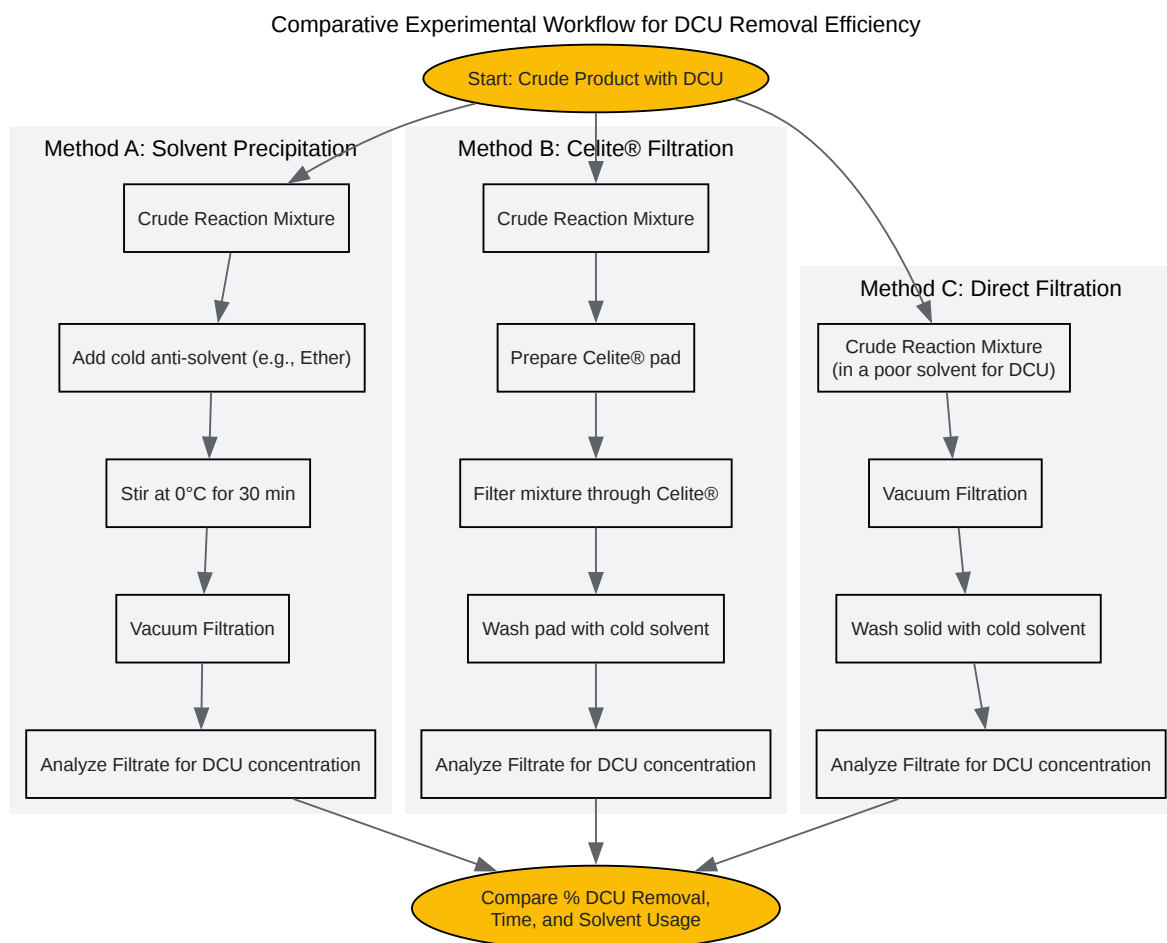 Comparative Experimental Workflow for DCU Removal Efficiency
Start: Crude Product with DCU
Method A: Solvent Precipitation
Crude Reaction Mixture
Add cold anti-solvent (e.g., Ether)
Stir at 0°C for 30 min
Vacuum Filtration
Analyze Filtrate for DCU concentration
Method B: Celite® Filtration
Crude Reaction Mixture
Prepare Celite® pad
Filter mixture through Celite®
Wash pad with cold solvent
Analyze Filtrate for DCU concentration
Method C: Direct Filtration
Crude Reaction Mixture
(in a poor solvent for DCU)
Vacuum Filtration
Wash solid with cold solvent
Analyze Filtrate for DCU concentration
Compare % DCU Removal,
Time, and Solvent Usage